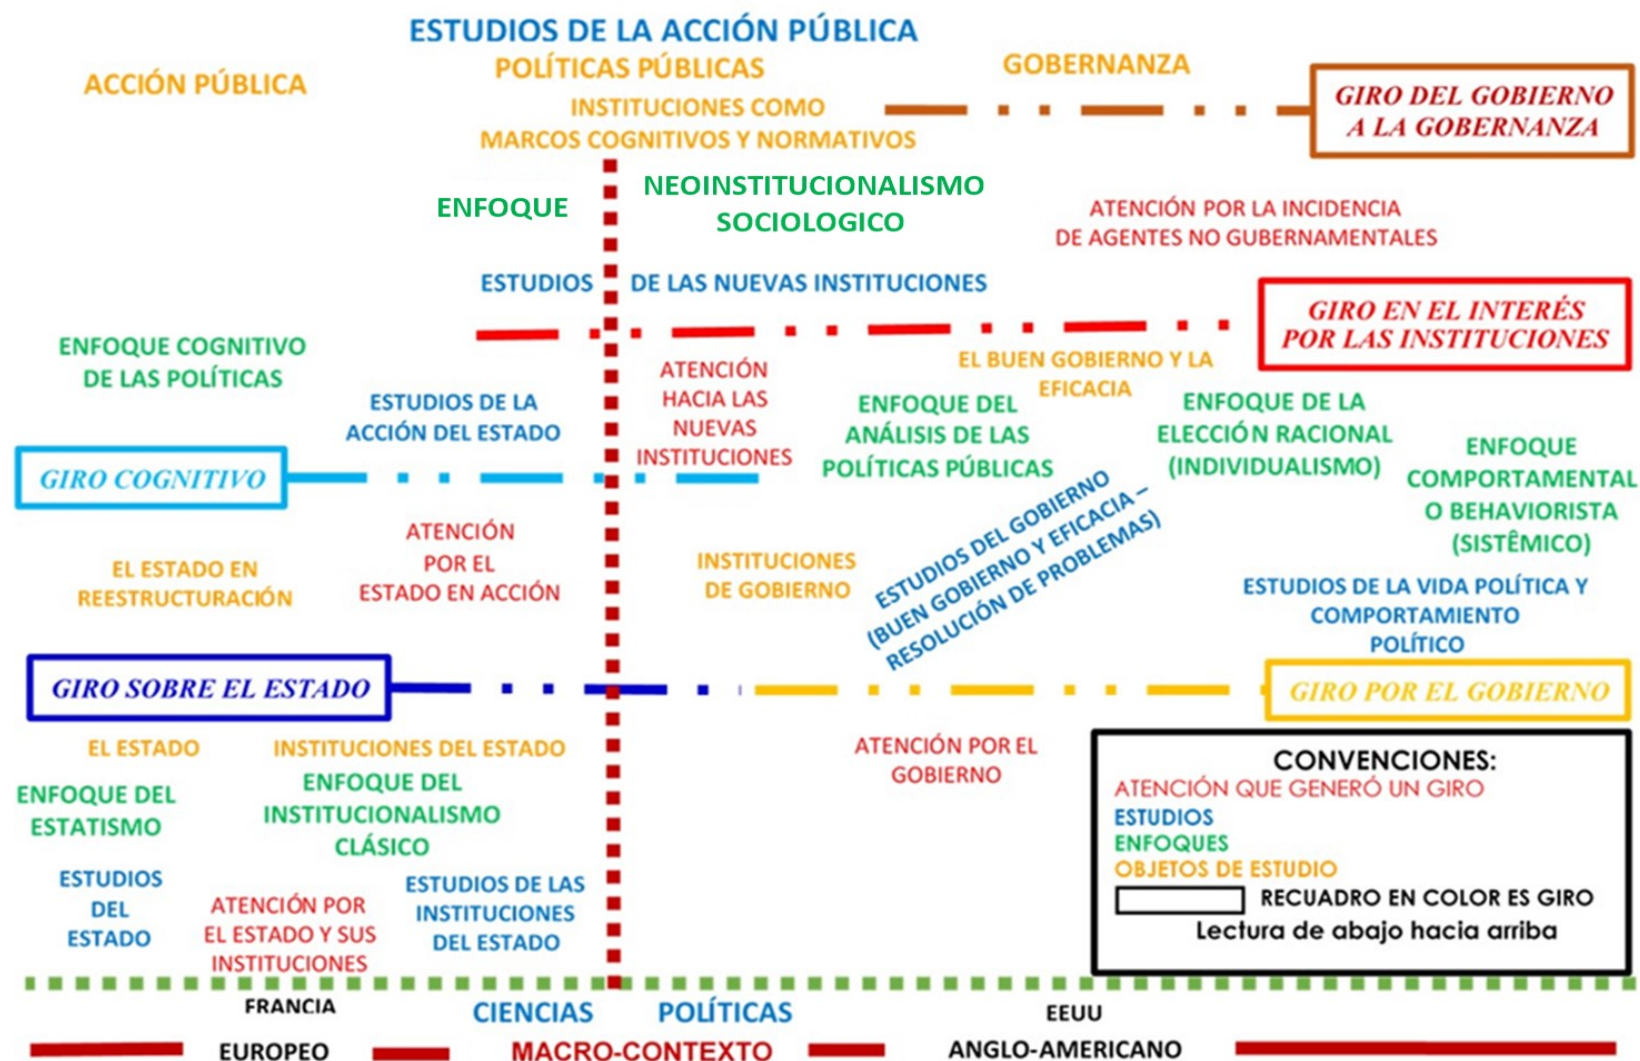 ESTUDIOS DE LA ACCIÓN PÚBLICA
ACCIÓN PÚBLICA
POLÍTICAS PÚBLICAS
GOBERNANZA
INSTITUCIONES COMO
MARCOS COGNITIVOS Y NORMATIVOS
GIRO DEL GOBIERNO
A LA GOBERNANZA
ENFOQUE
NEOINSTITUCIONALISMO
SOCIOLOGICO
ATENCIÓN POR LA INCIDENCIA
DE AGENTES NO GUBERNAMENTALES
ESTUDIOS DE LAS NUEVAS INSTITUCIONES
GIRO EN EL INTERÉS
POR LAS INSTITUCIONES
ENFOQUE COGNITIVO
DE LAS POLÍTICAS
ESTUDIOS DE LA
ACCIÓN DEL ESTADO
ATENCIÓN
HACIA LAS
NUEVAS
INSTITUCIONES
EL BUEN GOBIERNO Y LA
EFICACIA
ENFOQUE DEL
ANÁLISIS DE LAS
POLÍTICAS PÚBLICAS
ENFOQUE DE LA
ELECCIÓN RACIONAL
(INDIVIDUALISMO)
ENFOQUE
COMPORTAMENTAL
O BEHAVIORISTA
(SISTÊMICO)
GIRO COGNITIVO
ATENCIÓN
POR EL
ESTADO EN ACCIÓN
EL ESTADO EN
REESTRUCTURACIÓN
INSTITUCIONES
DE GOBIERNO
ESTUDIOS DEL GOBIERNO
(BUEN GOBIERNO Y EFICACIA –
RESOLUCIÓN DE PROBLEMAS)
ESTUDIOS DE LA VIDA POLÍTICA Y
COMPORTAMIENTO
POLÍTICO
GIRO SOBRE EL ESTADO
GIRO POR EL GOBIERNO
EL ESTADO
INSTITUCIONES DEL ESTADO
ATENCIÓN POR EL
GOBIERNO
ENFOQUE DEL
ESTATISMO
ENFOQUE DEL
INSTITUCIONALISMO
CLÁSICO
ESTUDIOS
DEL
ESTADO
ATENCIÓN POR
EL ESTADO Y SUS
INSTITUCIONES
ESTUDIOS DE LAS
INSTITUCIONES
DEL ESTADO
CONVENCIONES:
ATENCIÓN QUE GENERÓ UN GIRO
ESTUDIOS
ENFOQUES
OBJETOS DE ESTUDIO
RECUADRO EN COLOR ES GIRO
Lectura de abajo hacia arriba
FRANCIA
CIENCIAS POLÍTICAS
EEUU
EUROPEO
MACRO-CONTEXTO
ANGLO-AMERICANO